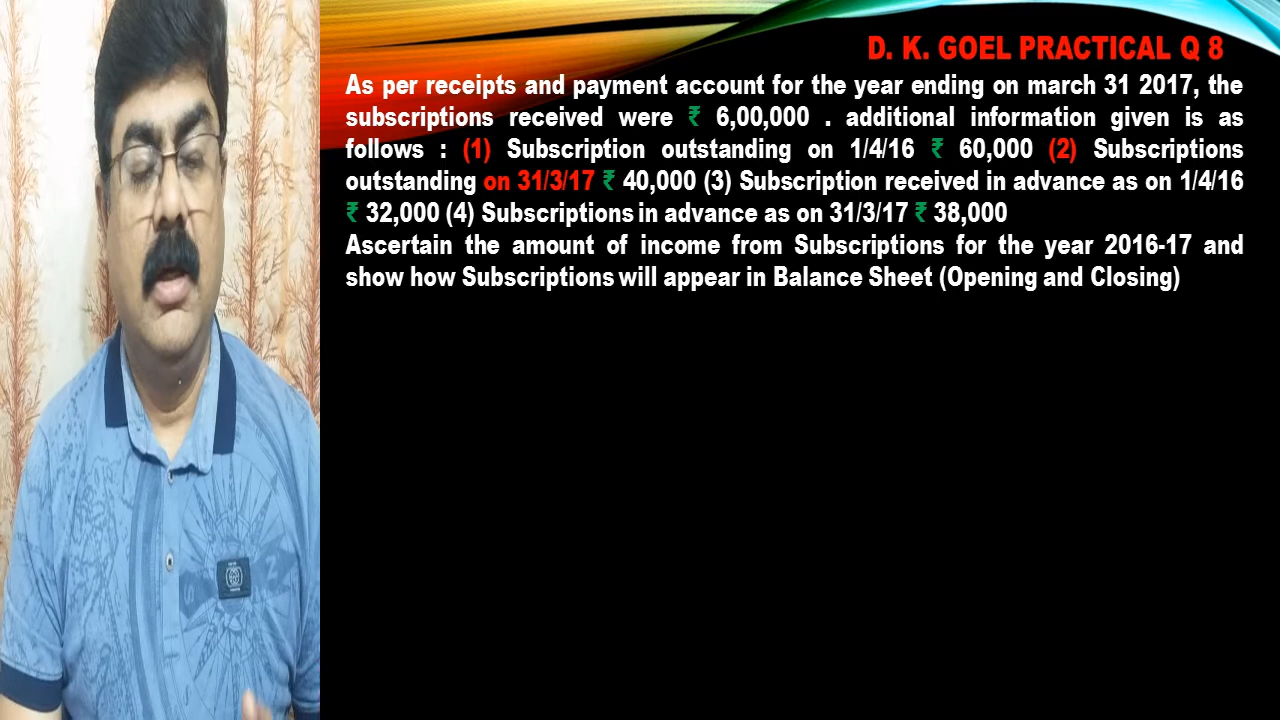 D. K. GOEL PRACTICAL Q 8
As per receipts and payment account for the year ending on march 31 2017, the
subscriptions received were ₹ 6,00,000 . additional information given is as
follows : (1) Subscription outstanding on 1/4/16 ₹ 60,000 (2) Subscriptions
outstanding on 31/3/17 ₹ 40,000 (3) Subscription received in advance as on 1/4/16
₹ 32,000 (4) Subscriptions in advance as on 31/3/17 ₹ 38,000
Ascertain the amount of income from Subscriptions for the year 2016-17 and
show how Subscriptions will appear in Balance Sheet (Opening and Closing)